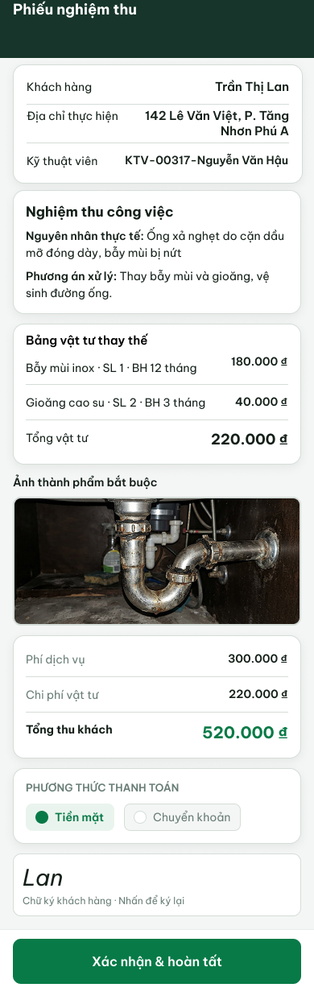 Phiếu nghiệm thu
Khách hàng Trần Thị Lan
Địa chỉ thực hiện 142 Lê Văn Việt, P. Tăng
Nhơn Phú A
Kỹ thuật viên KTV-00317-Nguyễn Văn Hậu
Nghiệm thu công việc
Nguyên nhân thực tế: Ống xả nghẹt do cặn dầu
mỡ đóng dày, bẫy mùi bị nứt
Phương án xử lý: Thay bẫy mùi và gioăng, vệ
sinh đường ống.
Bảng vật tư thay thế
Bẫy mùi inox · SL 1 · BH 12 tháng 180.000 ₫
Gioăng cao su · SL 2 · BH 3 tháng 40.000 ₫
Tổng vật tư 220.000 ₫
Ảnh thành phẩm bắt buộc
Phí dịch vụ 300.000 ₫
Chi phí vật tư 220.000 ₫
Tổng thu khách 520.000 ₫
PHƯƠNG THỨC THANH TOÁN
Tiền mặt Chuyển khoản
Lan
Chữ ký khách hàng · Nhấn để ký lại
Xác nhận & hoàn tất